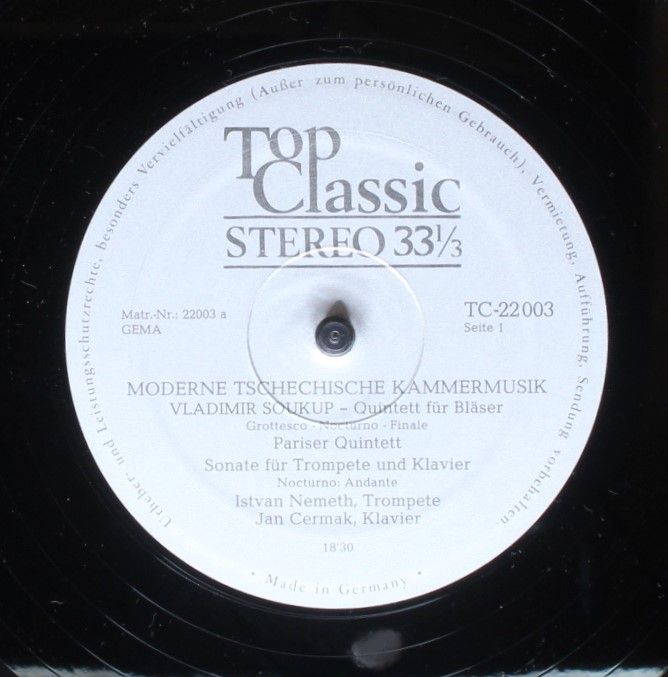 Urheber- und Leistungsschutzrechte, besonders Vervielfältigung (Außer zum persönlichen Gebrauch), Vermietung, Aufführung, Sendung vorbehalten.
Top
Classic
STEREO 33⅓
Matr.-Nr.: 22003 a
GEMA
TC-22003
Seite 1
MODERNE TSCHECHISCHE KAMMERMUSIK
VLADIMIR SOUKUP – Quintett für Bläser
Grottesco - Nocturno - Finale
Pariser Quintett
Sonate für Trompete und Klavier
Nocturno: Andante
Istvan Nemeth, Trompete
Jan Cermak, Klavier
18'30
• Made in Germany •